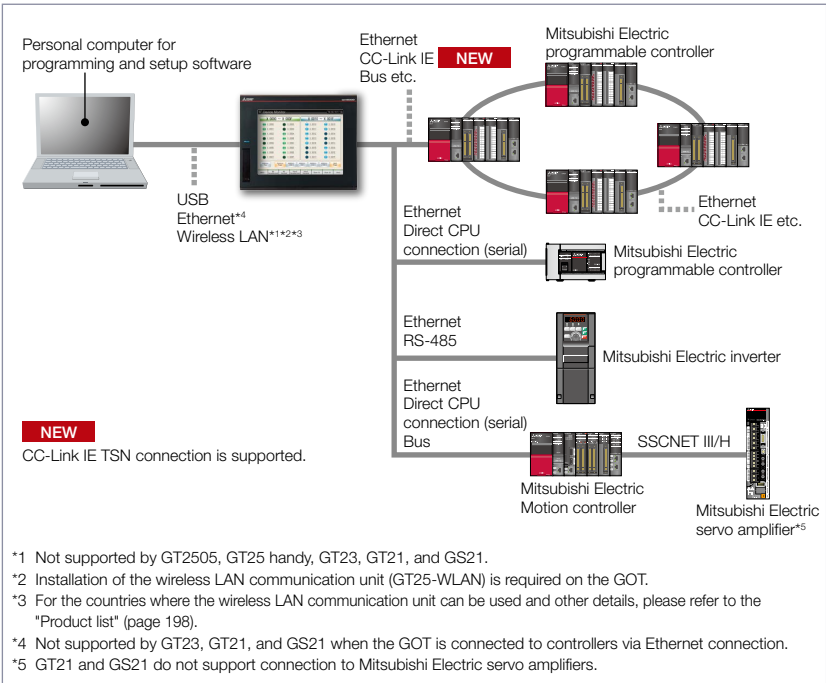 Personal computer for
programming and setup software
Ethernet
CC-Link IE
Bus etc.
NEW
Mitsubishi Electric
programmable controller
USB
Ethernet*4
Wireless LAN*1*2*3
Ethernet
CC-Link IE etc.
Ethernet
Direct CPU
connection (serial)
Mitsubishi Electric
programmable controller
Ethernet
RS-485
Mitsubishi Electric inverter
Ethernet
Direct CPU
connection (serial)
Bus
NEW
CC-Link IE TSN connection is supported.
SSCNET III/H
Mitsubishi Electric
Motion controller
Mitsubishi Electric
servo amplifier*5
*1 Not supported by GT2505, GT25 handy, GT23, GT21, and GS21.
*2 Installation of the wireless LAN communication unit (GT25-WLAN) is required on the GOT.
*3 For the countries where the wireless LAN communication unit can be used and other details, please refer to the
"Product list" (page 198).
*4 Not supported by GT23, GT21, and GS21 when the GOT is connected to controllers via Ethernet connection.
*5 GT21 and GS21 do not support connection to Mitsubishi Electric servo amplifiers.